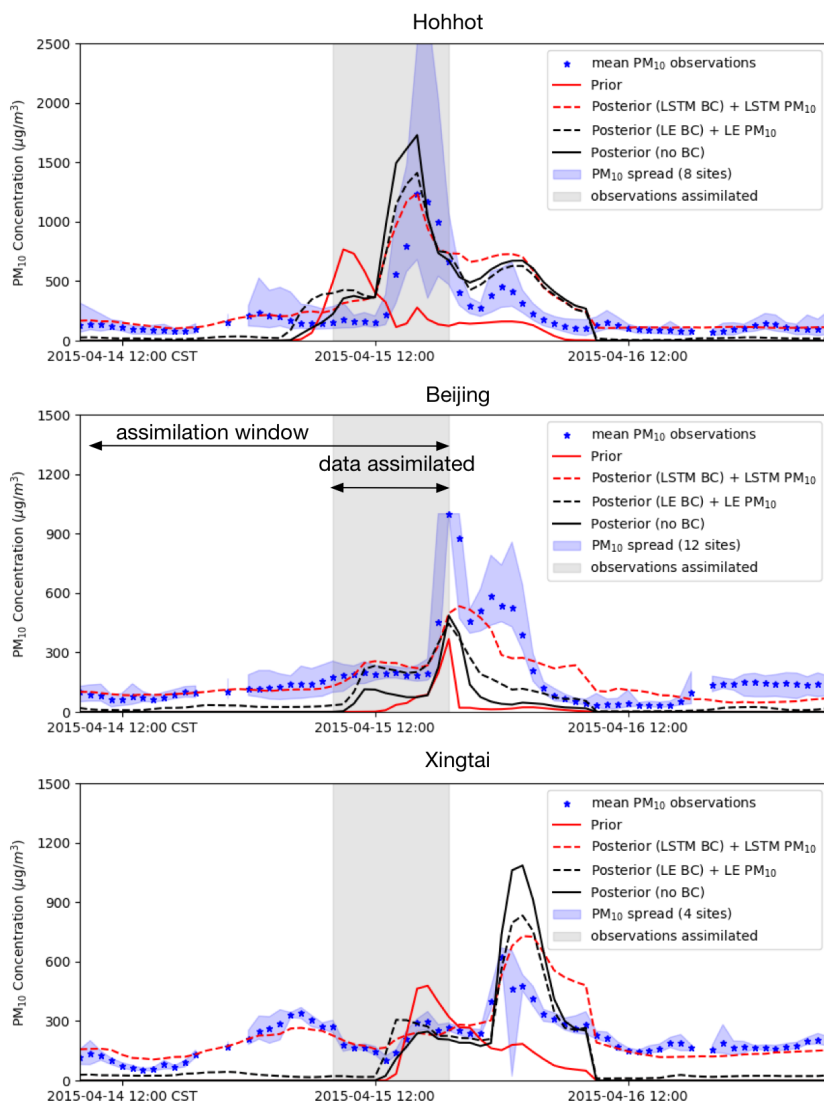 Hohhot
2500
2000
1500
1000
500
0
PM₁₀ Concentration (μg/m³)
mean PM₁₀ observations
Prior
Posterior (LSTM BC) + LSTM PM₁₀
Posterior (LE BC) + LE PM₁₀
Posterior (no BC)
PM₁₀ spread (8 sites)
observations assimilated
2015-04-14 12:00 CST
2015-04-15 12:00
2015-04-16 12:00
Beijing
1500
1200
900
600
300
0
PM₁₀ Concentration (μg/m³)
assimilation window
data assimilated
mean PM₁₀ observations
Prior
Posterior (LSTM BC) + LSTM PM₁₀
Posterior (LE BC) + LE PM₁₀
Posterior (no BC)
PM₁₀ spread (12 sites)
observations assimilated
2015-04-14 12:00 CST
2015-04-15 12:00
2015-04-16 12:00
Xingtai
1500
1200
900
600
300
0
PM₁₀ Concentration (μg/m³)
mean PM₁₀ observations
Prior
Posterior (LSTM BC) + LSTM PM₁₀
Posterior (LE BC) + LE PM₁₀
Posterior (no BC)
PM₁₀ spread (4 sites)
observations assimilated
2015-04-14 12:00 CST
2015-04-15 12:00
2015-04-16 12:00